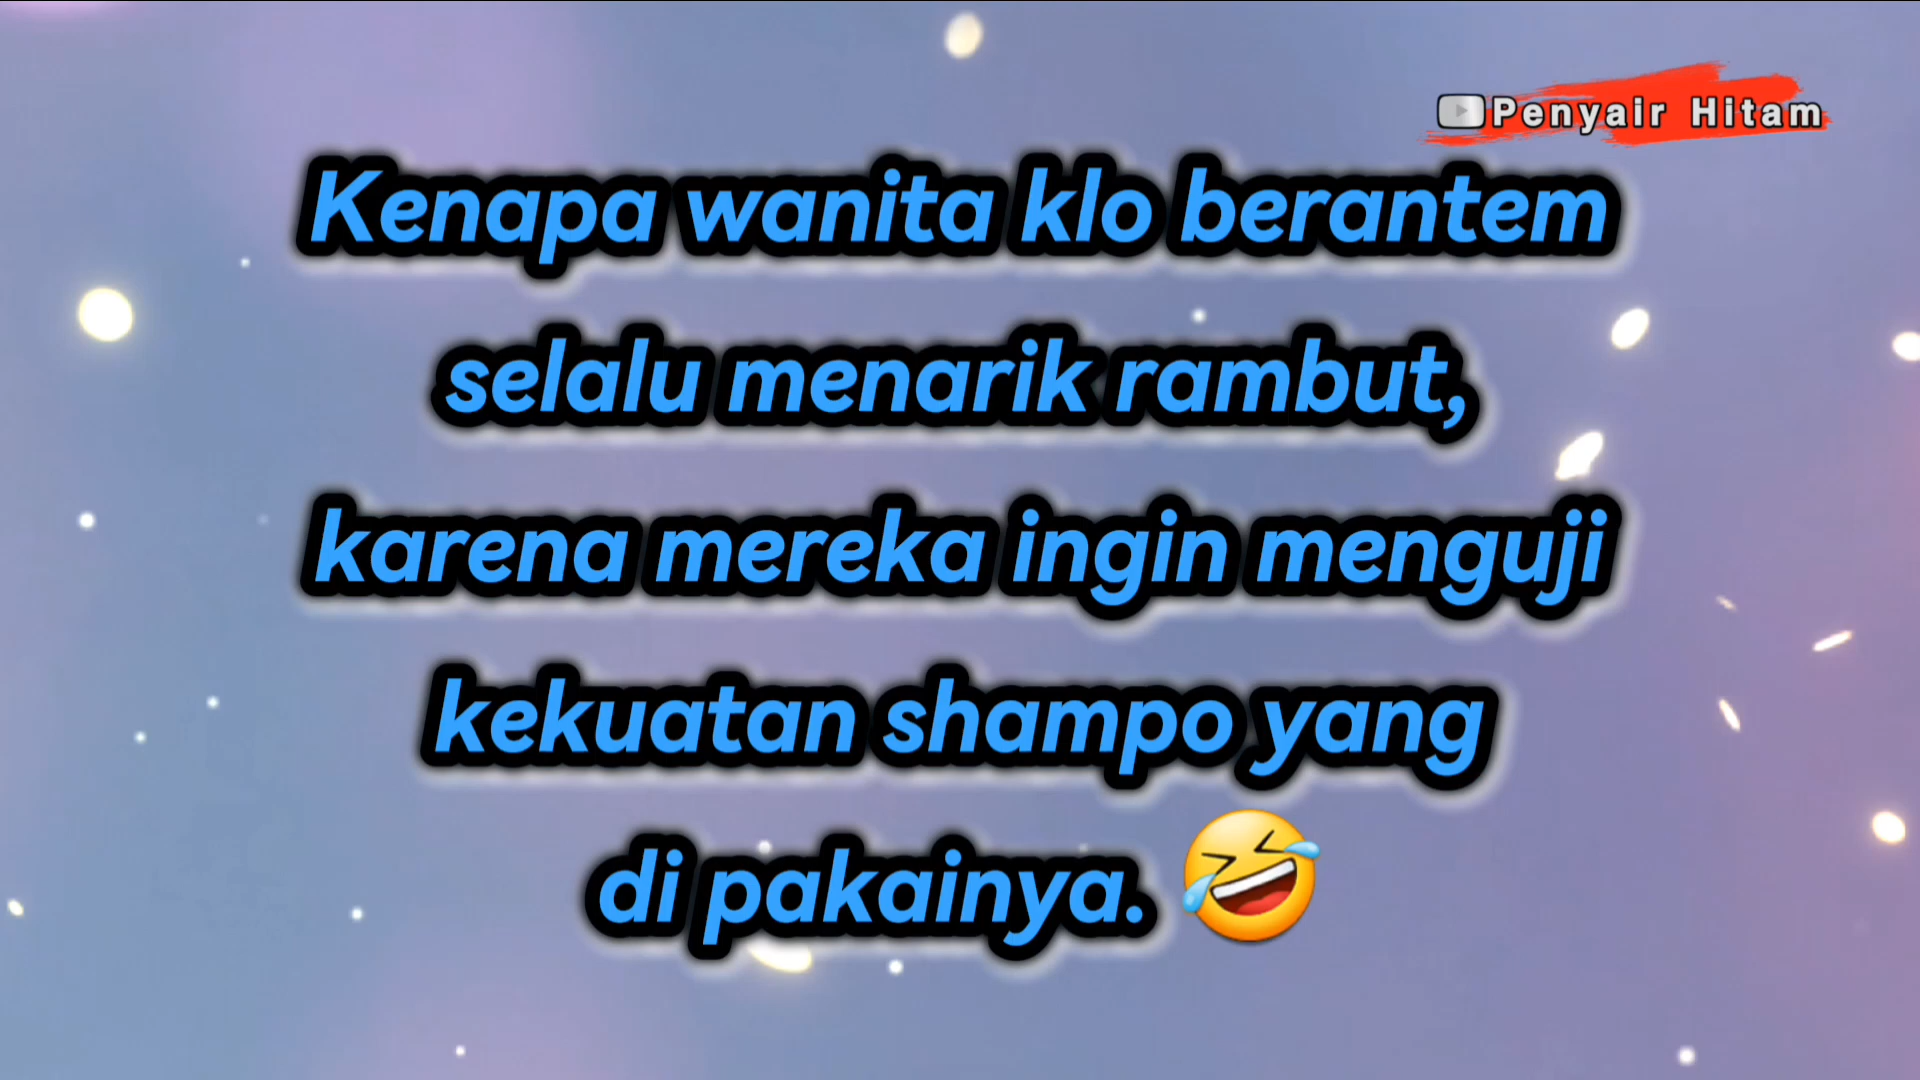 Penyair Hitam
Kenapa wanita klo berantem
selalu menarik rambut,
karena mereka ingin menguji
kekuatan shampo yang
di pakainya. 🤣